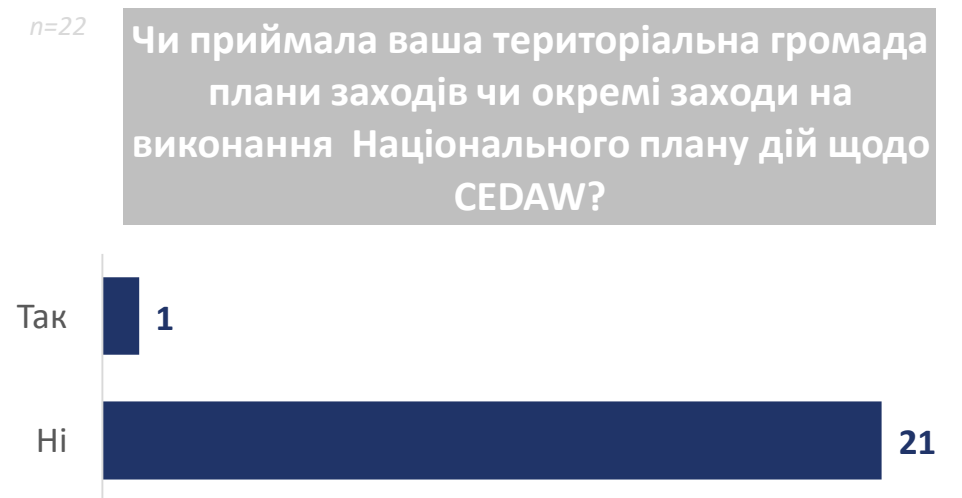 n=22
Чи приймала ваша територіальна громада
плани заходів чи окремі заходи на
виконання  Національного плану дій щодо
CEDAW?
Так 1
Ні 21